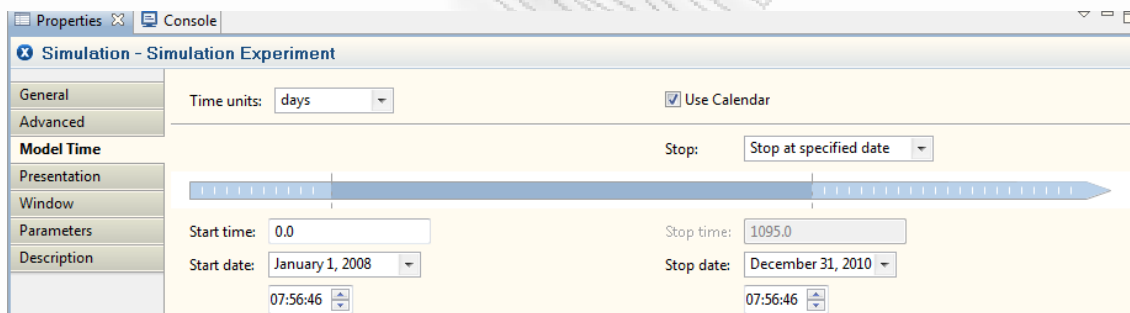 Properties Console
Simulation - Simulation Experiment
General
Advanced
Model Time
Presentation
Window
Parameters
Description
Time units: days Use Calendar
Stop: Stop at specified date
Start time: 0.0 Stop time: 1095.0
Start date: January 1, 2008 Stop date: December 31, 2010
07:56:46 07:56:46